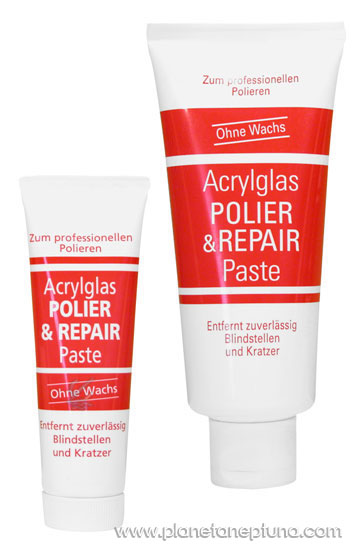 Zum professionellen
Polieren
Acrylglas
POLIER
& REPAIR
Paste
Ohne Wachs
Entfernt zuverlässig
Blindstellen
und Kratzer
Zum professionellen
Polieren
Ohne Wachs
Acrylglas
POLIER
&REPAIR
Paste
Entfernt zuverlässig
Blindstellen
und Kratzer
www.planetaneptuno.com